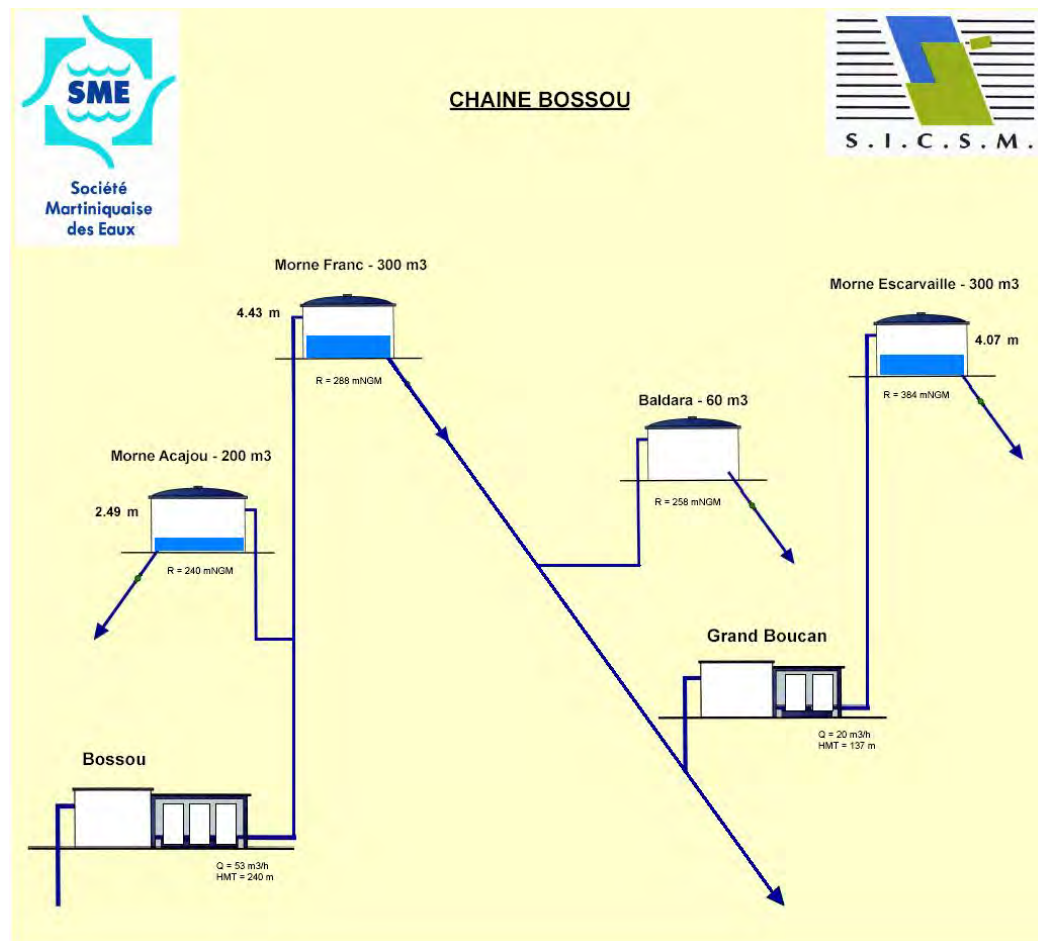 SME
Société
Martiniquaise
des Eaux
CHAINE BOSSOU
S.I.C.S.M.
Morne Franc - 300 m3
4.43 m
R = 288 mNGM
Morne Escarvaille - 300 m3
4.07 m
R = 384 mNGM
Baldara - 60 m3
R = 258 mNGM
Morne Acajou - 200 m3
2.49 m
R = 240 mNGM
Grand Boucan
Q = 20 m3/h
HMT = 137 m
Bossou
Q = 53 m3/h
HMT = 240 m